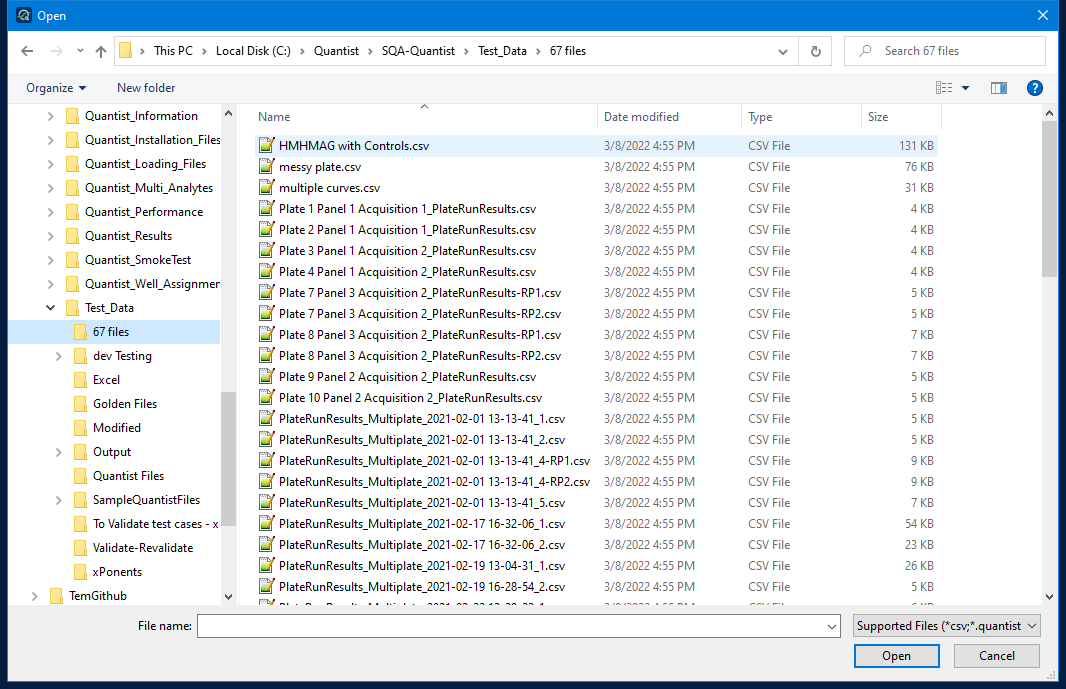 Open
This PC > Local Disk (C:) > Quantist > SQA-Quantist > Test_Data > 67 files
Search 67 files
Organize
New folder
Quantist_Information
Quantist_Installation_Files
Quantist_Loading_Files
Quantist_Multi_Analytes
Quantist_Performance
Quantist_Results
Quantist_SmokeTest
Quantist_Well_Assignmen
Test_Data
67 files
dev Testing
Excel
Golden Files
Modified
Output
Quantist Files
SampleQuantistFiles
To Validate test cases - x
Validate-Revalidate
xPonents
TemGithub
Name Date modified Type Size
HMHMAG with Controls.csv 3/8/2022 4:55 PM CSV File 131 KB
messy plate.csv 3/8/2022 4:55 PM CSV File 76 KB
multiple curves.csv 3/8/2022 4:55 PM CSV File 31 KB
Plate 1 Panel 1 Acquisition 1_PlateRunResults.csv 3/8/2022 4:55 PM CSV File 4 KB
Plate 2 Panel 1 Acquisition 1_PlateRunResults.csv 3/8/2022 4:55 PM CSV File 4 KB
Plate 3 Panel 1 Acquisition 2_PlateRunResults.csv 3/8/2022 4:55 PM CSV File 4 KB
Plate 4 Panel 1 Acquisition 2_PlateRunResults.csv 3/8/2022 4:55 PM CSV File 4 KB
Plate 7 Panel 3 Acquisition 2_PlateRunResults-RP1.csv 3/8/2022 4:55 PM CSV File 5 KB
Plate 7 Panel 3 Acquisition 2_PlateRunResults-RP2.csv 3/8/2022 4:55 PM CSV File 5 KB
Plate 8 Panel 3 Acquisition 2_PlateRunResults-RP1.csv 3/8/2022 4:55 PM CSV File 7 KB
Plate 8 Panel 3 Acquisition 2_PlateRunResults-RP2.csv 3/8/2022 4:55 PM CSV File 7 KB
Plate 9 Panel 2 Acquisition 2_PlateRunResults.csv 3/8/2022 4:55 PM CSV File 5 KB
Plate 10 Panel 2 Acquisition 2_PlateRunResults.csv 3/8/2022 4:55 PM CSV File 5 KB
PlateRunResults_Multiplate_2021-02-01 13-13-41_1.csv 3/8/2022 4:55 PM CSV File 5 KB
PlateRunResults_Multiplate_2021-02-01 13-13-41_2.csv 3/8/2022 4:55 PM CSV File 5 KB
PlateRunResults_Multiplate_2021-02-01 13-13-41_4-RP1.csv 3/8/2022 4:55 PM CSV File 9 KB
PlateRunResults_Multiplate_2021-02-01 13-13-41_4-RP2.csv 3/8/2022 4:55 PM CSV File 9 KB
PlateRunResults_Multiplate_2021-02-01 13-13-41_5.csv 3/8/2022 4:55 PM CSV File 7 KB
PlateRunResults_Multiplate_2021-02-17 16-32-06_1.csv 3/8/2022 4:55 PM CSV File 54 KB
PlateRunResults_Multiplate_2021-02-17 16-32-06_2.csv 3/8/2022 4:55 PM CSV File 23 KB
PlateRunResults_Multiplate_2021-02-19 13-04-31_1.csv 3/8/2022 4:55 PM CSV File 26 KB
PlateRunResults_Multiplate_2021-02-19 16-28-54_2.csv 3/8/2022 4:55 PM CSV File 5 KB
File name:
Supported Files (*csv;*.quantist
Open
Cancel